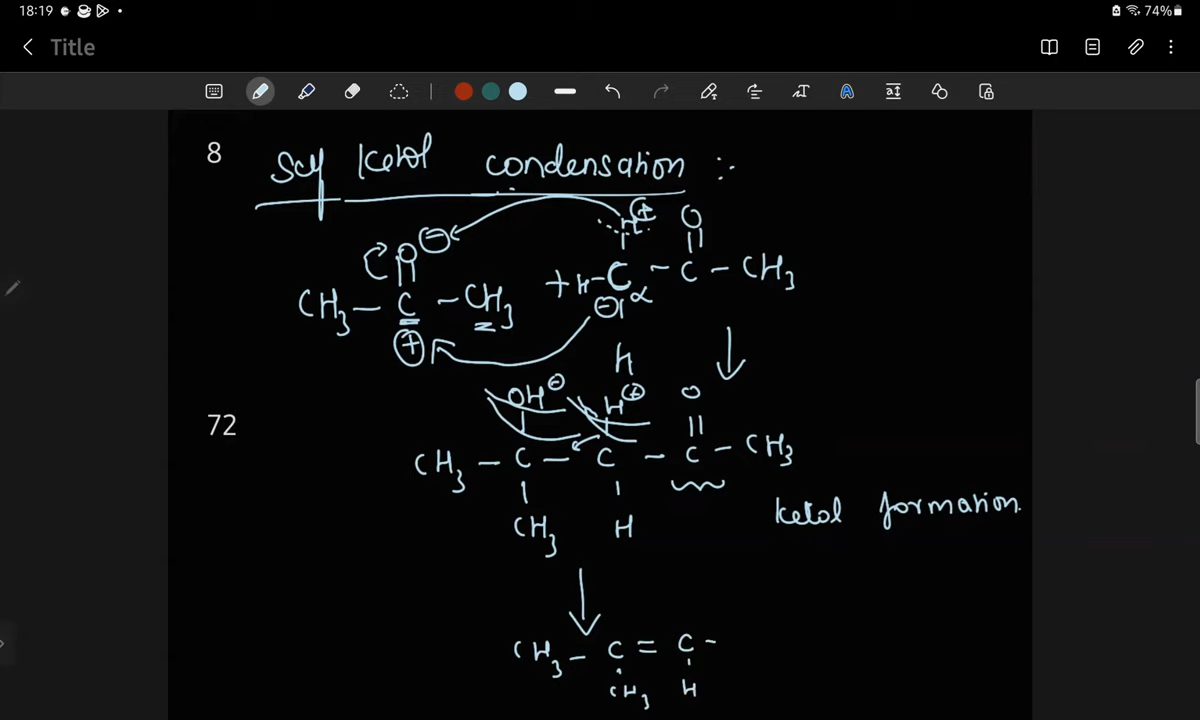 18:19
74%
Title
8
Self Ketol condensation :-
H ⊕ O
C O ⊖ + H - C - C - CH3
CH3 - C - CH3 ⊖ α
⊕
h
OH⊖ H⊕ O
72
CH3 - C - C - C - CH3
CH3 H
Ketol formation.
CH3 - C = C -
CH3 H